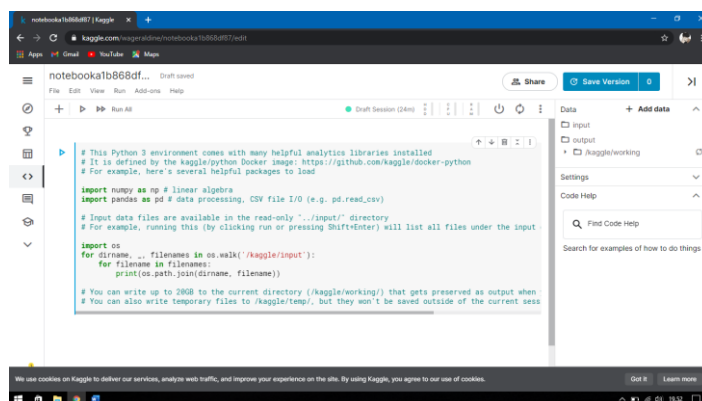 notebooka1b868df87 | Kaggle
kaggle.com/wageraldine/notebooka1b868df87/edit
Apps Gmail YouTube Maps
notebooka1b868df... Draft saved
File Edit View Run Add-ons Help
Share
Save Version 0
Run All
Draft Session (24m)
# This Python 3 environment comes with many helpful analytics libraries installed
# It is defined by the kaggle/python Docker image: https://github.com/kaggle/docker-python
# For example, here's several helpful packages to load
import numpy as np # linear algebra
import pandas as pd # data processing, CSV file I/O (e.g. pd.read_csv)
# Input data files are available in the read-only "../input/" directory
# For example, running this (by clicking run or pressing Shift+Enter) will list all files under the input
import os
for dirname, _, filenames in os.walk('/kaggle/input'):
for filename in filenames:
print(os.path.join(dirname, filename))
# You can write up to 20GB to the current directory (/kaggle/working/) that gets preserved as output when
# You can also write temporary files to /kaggle/temp/, but they won't be saved outside of the current sess
Data + Add data
input
output
/kaggle/working
Settings
Code Help
Find Code Help
Search for examples of how to do things
We use cookies on Kaggle to deliver our services, analyze web traffic, and improve your experience on the site. By using Kaggle, you agree to our use of cookies.
Got it Learn more
19.52